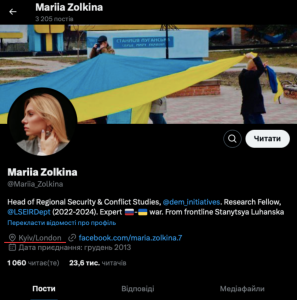 Mariia Zolkina
3 205 постів
Читати
Mariia Zolkina
@Mariia_Zolkina
Head of Regional Security & Conflict Studies, @dem_initiatives. Research Fellow,
@LSEIRDept (2022-2024). Expert 🇷🇺-🇺🇦 war. From frontline Stanytsya Luhanska
Перекласти відомості про профіль
Kyiv/London facebook.com/maria.zolkina.7
Дата приєднання: грудень 2013
1 060 читає(те) 23,6 тис. читачів
Пости Відповіді Медіафайли